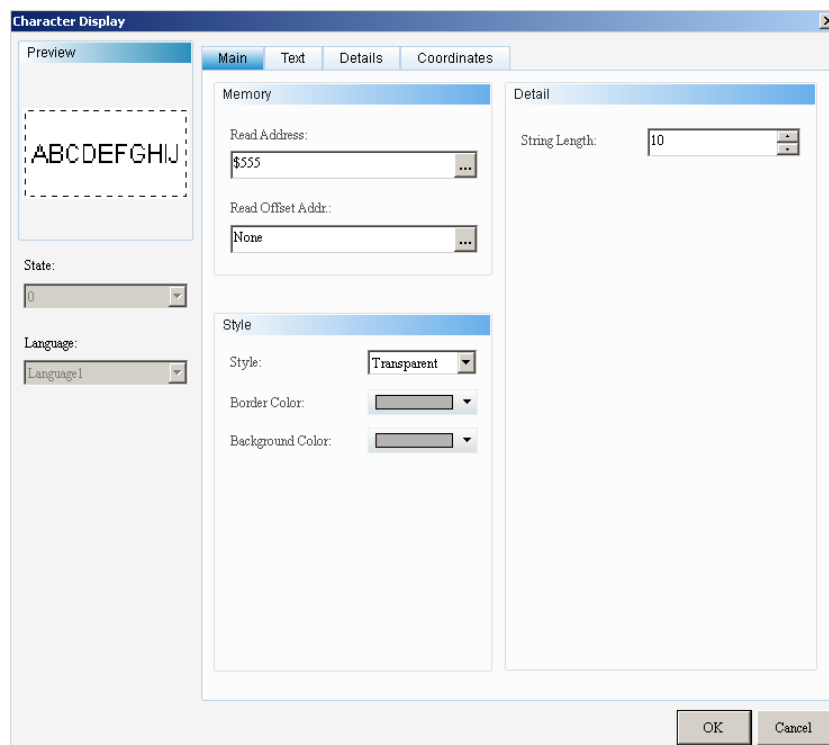 Character Display
Preview
ABCDEFGHIJ
State:
0
Language:
Language1
Main Text Details Coordinates
Memory
Read Address:
$555
...
Read Offset Addr.:
None
...
Style
Style:
Transparent
Border Color:
Background Color:
Detail
String Length:
10
OK Cancel